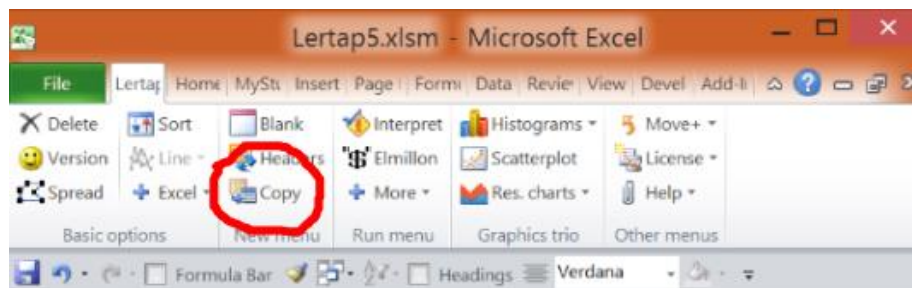 Lertap5.xlsm - Microsoft Excel
File Lertap Home MyStu Insert Page Form Data Review View Devel Add-I
Delete Sort Blank Interpret Histograms Move+
Version Line Headers Elmillon Scatterplot License
Spread Excel Copy More Res. charts Help
Basic options New menu Run menu Graphics trio Other menus
Formula Bar Headings Verdana